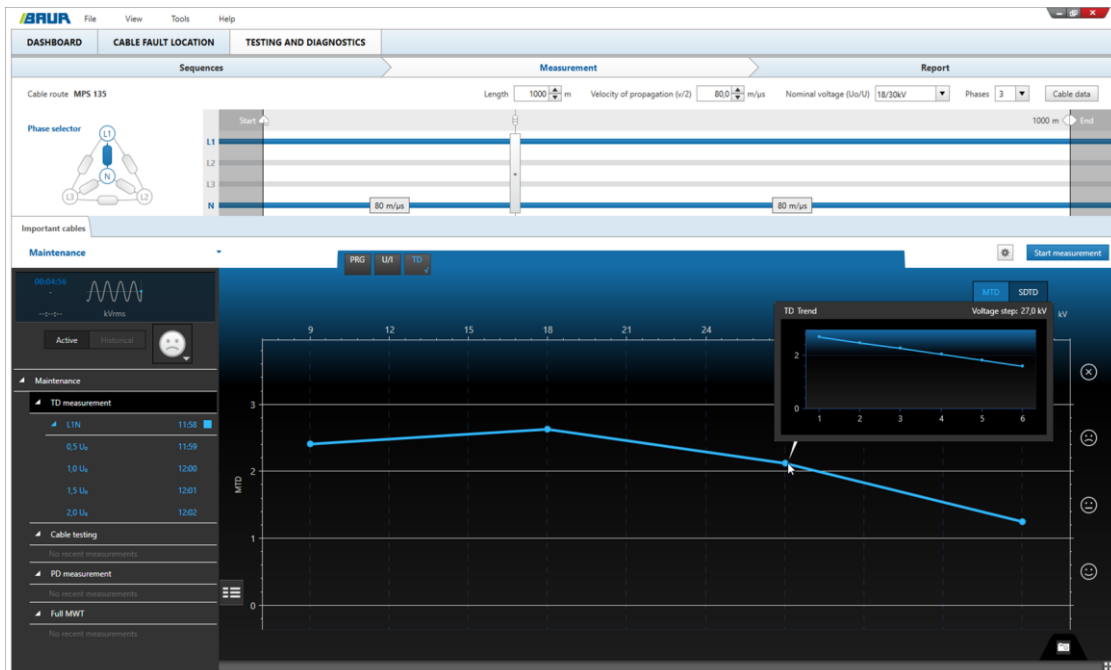 BAUR File View Tools Help
DASHBOARD CABLE FAULT LOCATION TESTING AND DIAGNOSTICS
Sequences Measurement Report
Cable route MPS 135 Length 1000 m Velocity of propagation (v/2) 80,0 m/µs Nominal voltage (Uo/U) 18/30kV Phases 3 Cable data
Phase selector
L1
N
L3 L2
Start 1000 m End
L1
L2
L3
N 80 m/µs 80 m/µs
Important cables
Maintenance
PRG U/I TD
Start measurement
00:04:56
-
--:--:-- kVrms
Active Historical
MTD SDTD
kV
9 12 15 18 21 24
TD Trend Voltage step: 27,0 kV
2
0
1 2 3 4 5 6
Maintenance
TD measurement
L1N 11:58
0,5 U₀ 11:59
1,0 U₀ 12:00
1,5 U₀ 12:01
2,0 U₀ 12:02
Cable testing
No recent measurements
PD measurement
No recent measurements
Full MWT
No recent measurements
MTD
3
2
1
0